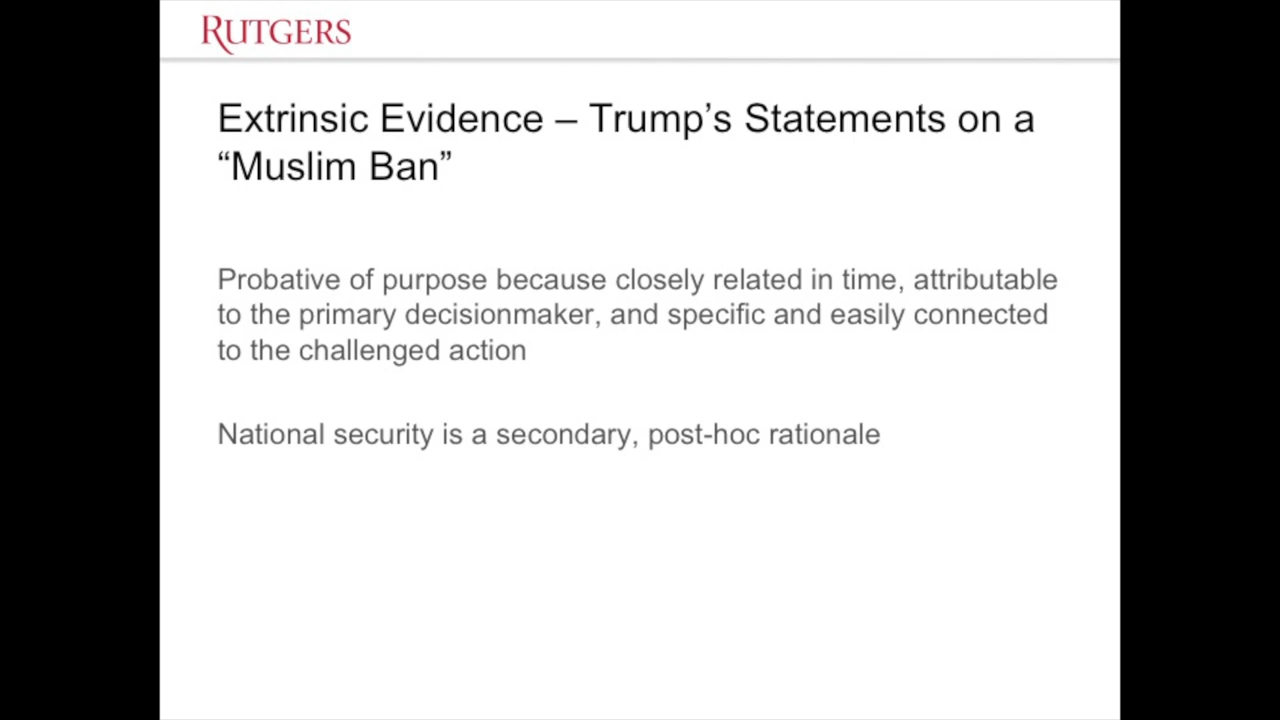 RUTGERS
Extrinsic Evidence – Trump’s Statements on a
“Muslim Ban”
Probative of purpose because closely related in time, attributable
to the primary decisionmaker, and specific and easily connected
to the challenged action
National security is a secondary, post-hoc rationale